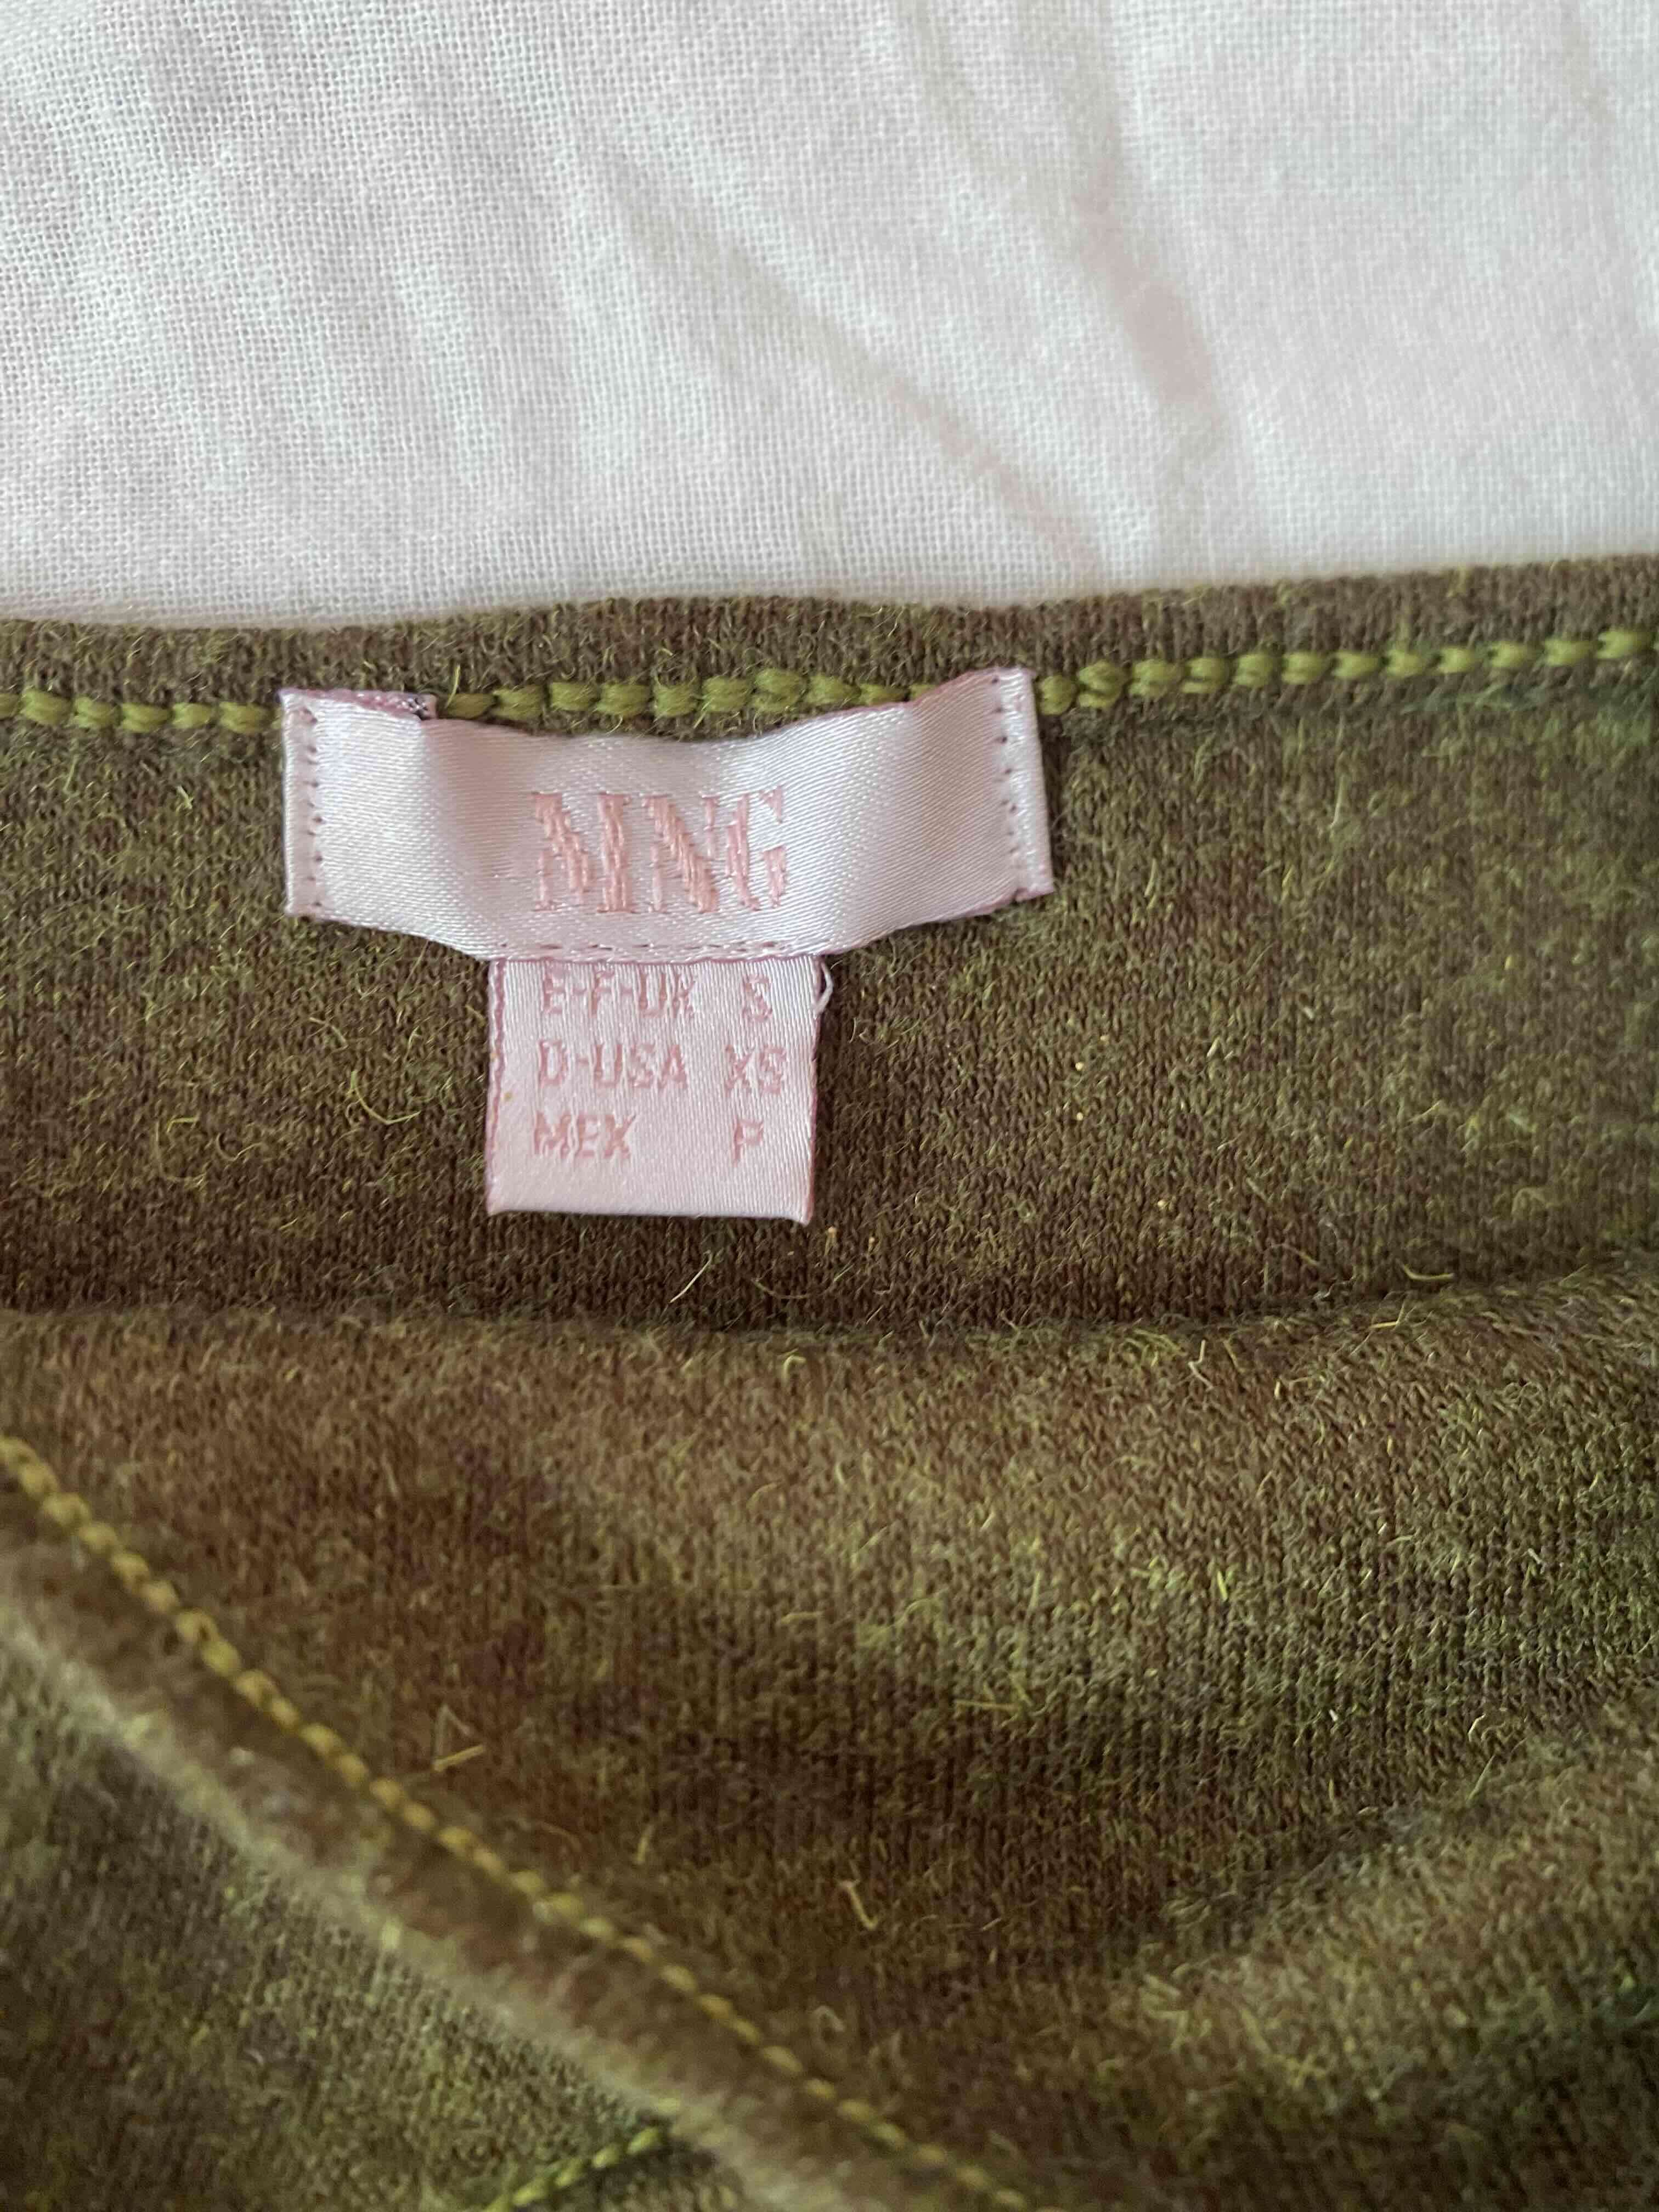 MNG
E-F-UK S
D-USA XS
MEX P